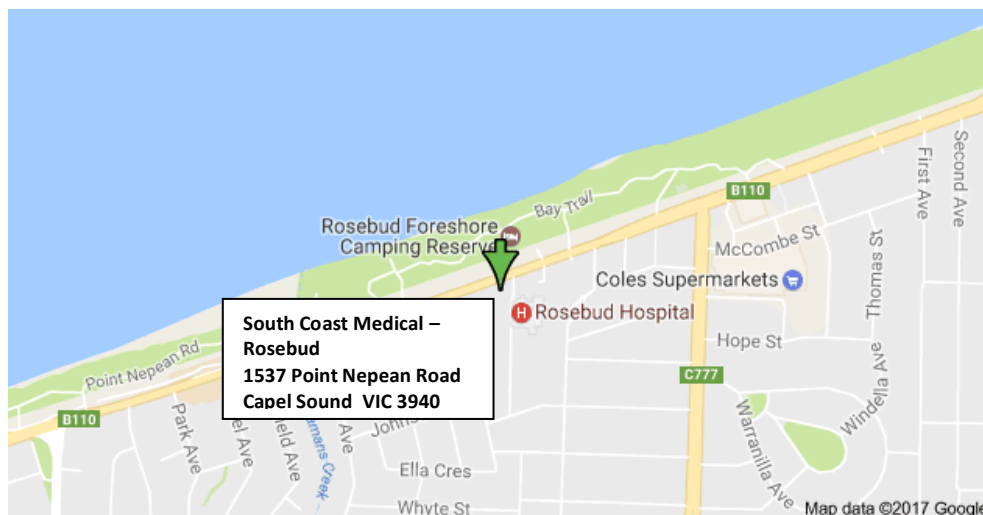 First Ave
Second Ave
B110
Bay Trail
Rosebud Foreshore
Camping Reserve
McCombe St
Thomas St
Coles Supermarkets
H Rosebud Hospital
South Coast Medical –
Rosebud
1537 Point Nepean Road
Capel Sound VIC 3940
Hope St
Point Nepean Rd
C777
Windella Ave
B110
Park Ave
Ave
Warranilla Ave
Ella Cres
Whyte St
Map data ©2017 Google